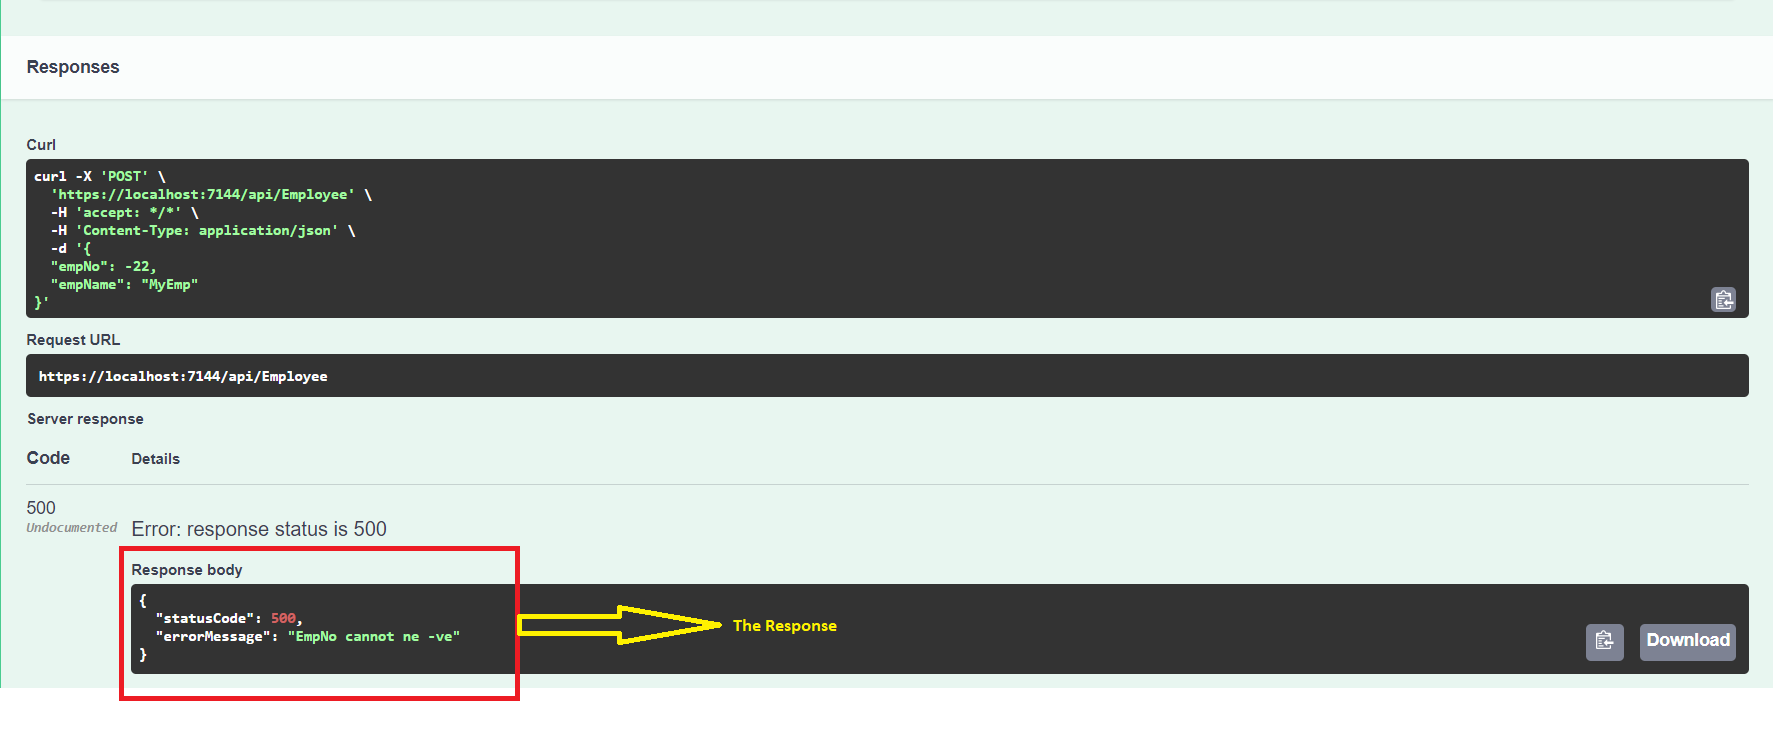 Responses
Curl
curl -X 'POST' \
'https://localhost:7144/api/Employee' \
-H 'accept: */*' \
-H 'Content-Type: application/json' \
-d '{
"empNo": -22,
"empName": "MyEmp"
}'
Request URL
https://localhost:7144/api/Employee
Server response
Code Details
500
Undocumented
Error: response status is 500
Response body
{
"statusCode": 500,
"errorMessage": "EmpNo cannot ne -ve"
}
The Response
Download